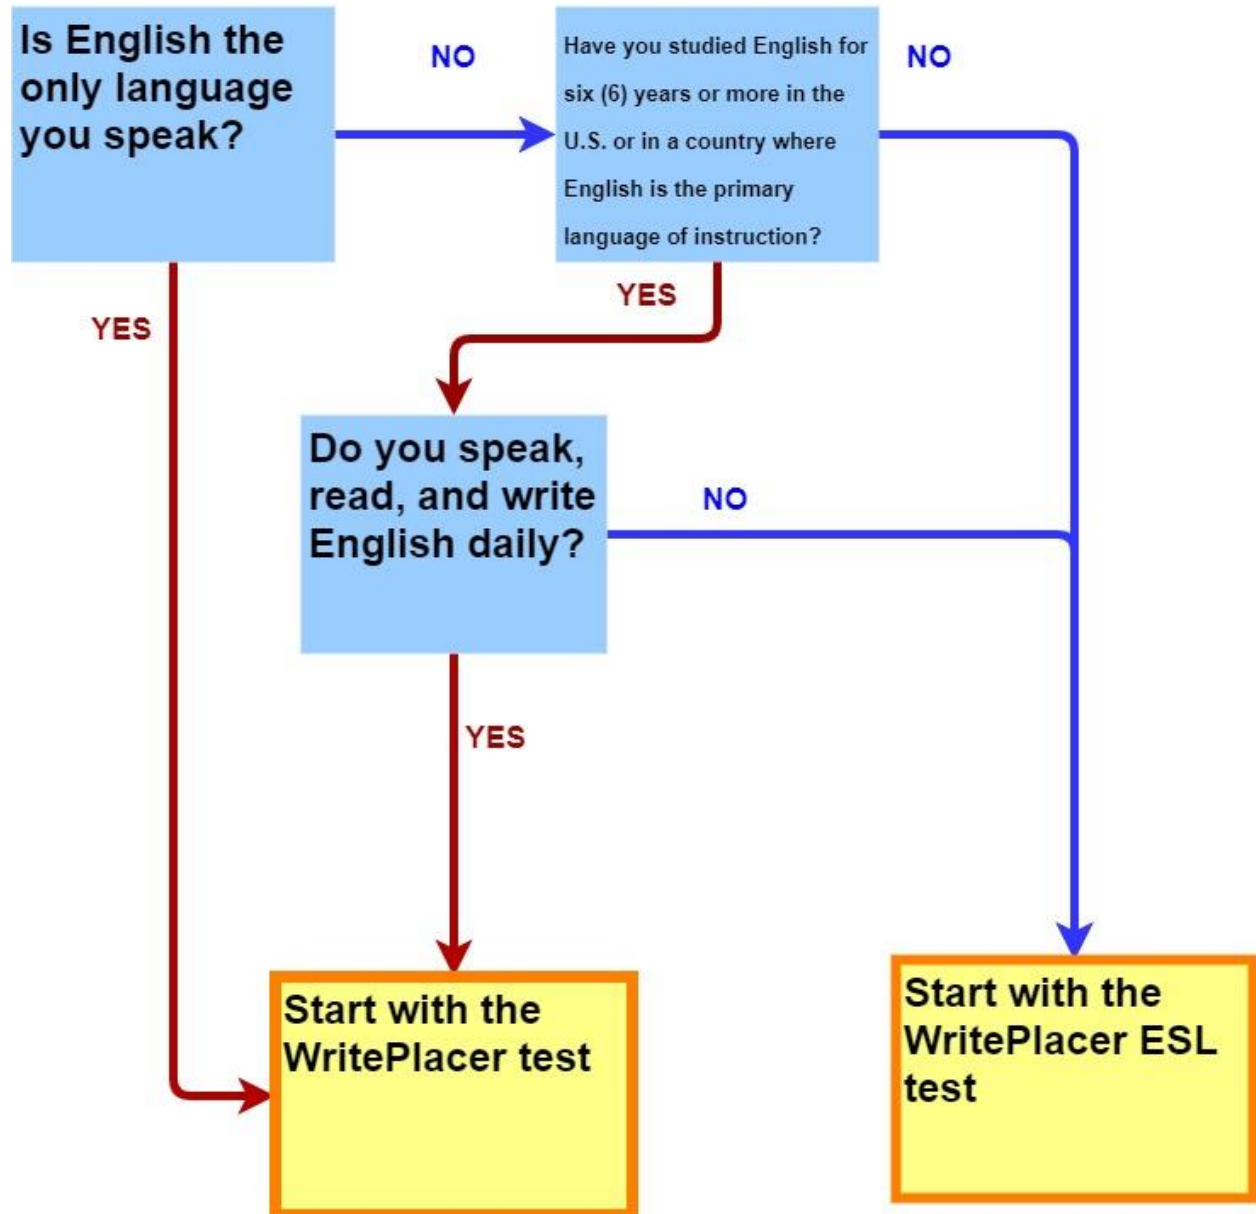 Is English the
only language
you speak?
NO
Have you studied English for
six (6) years or more in the
U.S. or in a country where
English is the primary
language of instruction?
NO
YES
YES
Do you speak,
read, and write
English daily?
NO
YES
Start with the
WritePlacer test
Start with the
WritePlacer ESL
test